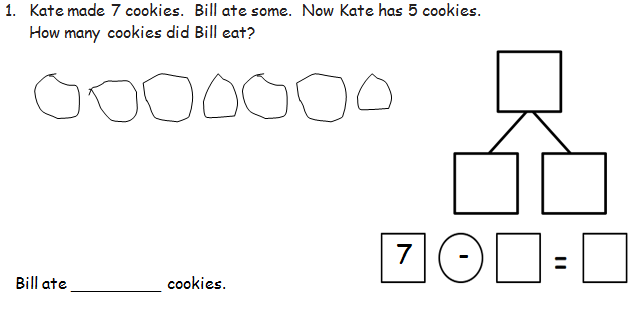 1. Kate made 7 cookies. Bill ate some. Now Kate has 5 cookies.
How many cookies did Bill eat?
7 - =
Bill ate __________ cookies.